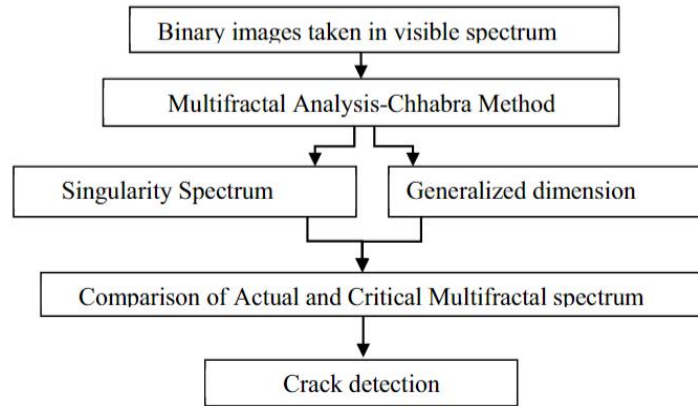 Binary images taken in visible spectrum
Multifractal Analysis-Chhabra Method
Singularity Spectrum
Generalized dimension
Comparison of Actual and Critical Multifractal spectrum
Crack detection